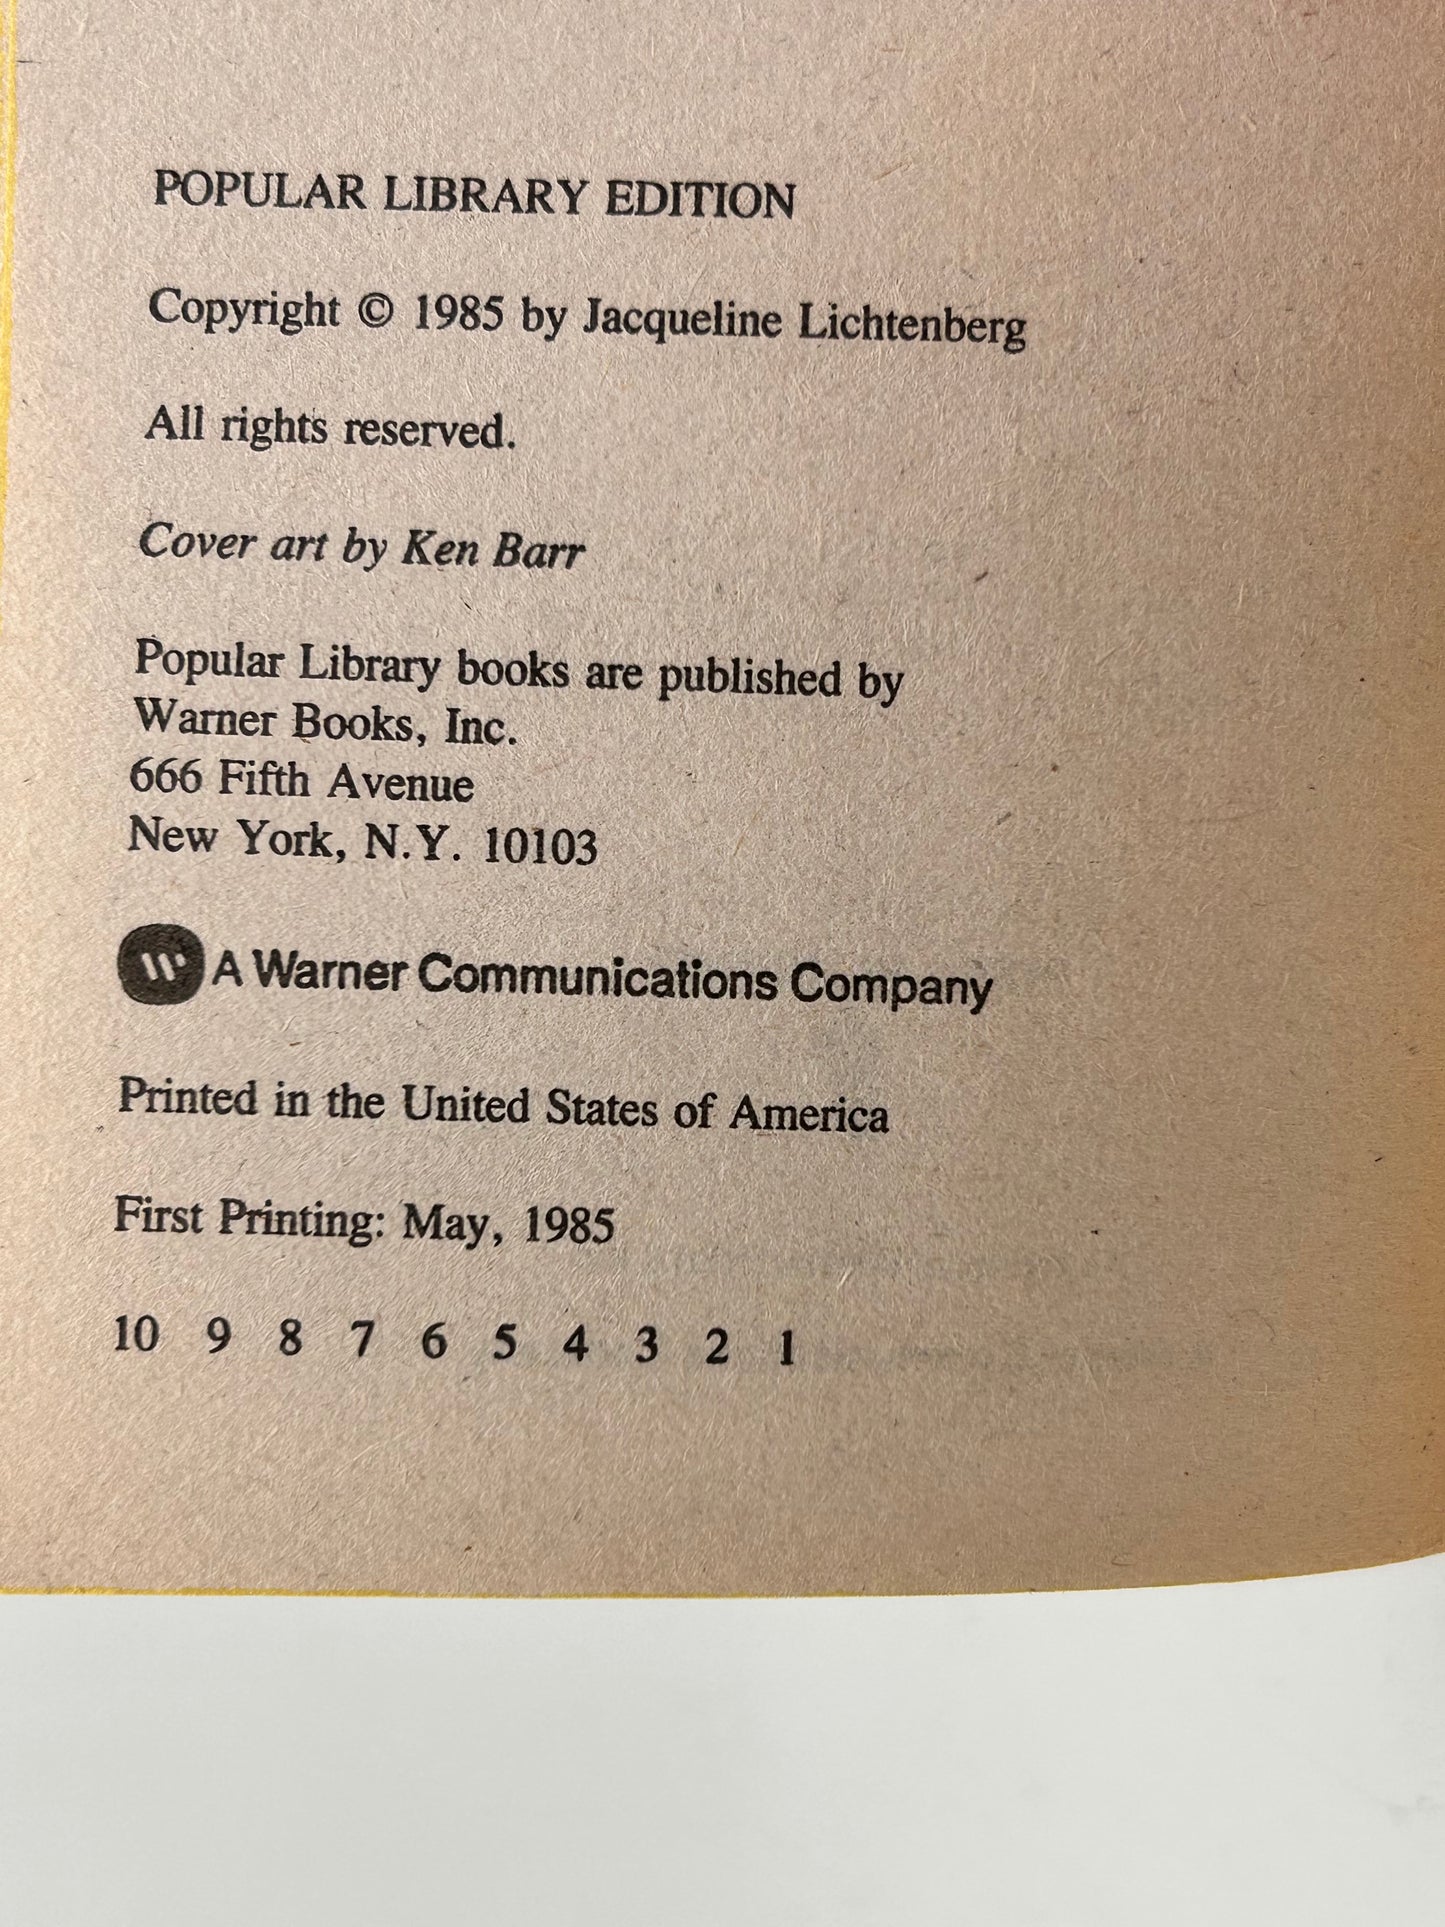 POPULAR LIBRARY EDITION
Copyright © 1985 by Jacqueline Lichtenberg
All rights reserved.
Cover art by Ken Barr
Popular Library books are published by
Warner Books, Inc.
666 Fifth Avenue
New York, N.Y. 10103
A Warner Communications Company
Printed in the United States of America
First Printing: May, 1985
10 9 8 7 6 5 4 3 2 1